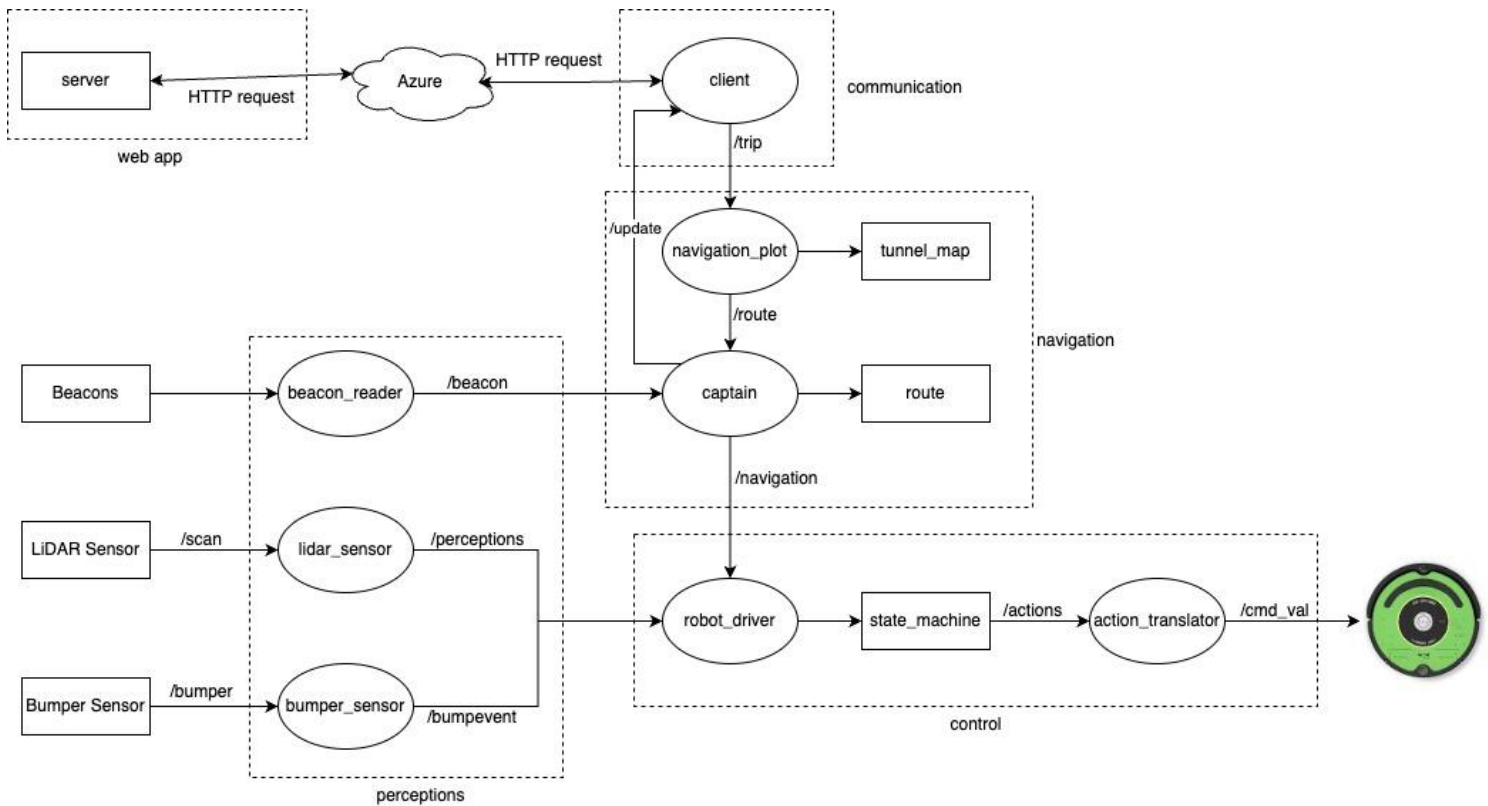 server
HTTP request
web app
Azure
HTTP request
client
communication
/trip
/update
navigation_plot
tunnel_map
/route
navigation
Beacons
beacon_reader
/beacon
captain
route
/navigation
LiDAR Sensor
/scan
lidar_sensor
/perceptions
robot_driver
state_machine
/actions
action_translator
/cmd_val
Bumper Sensor
/bumper
bumper_sensor
/bumpevent
control
perceptions